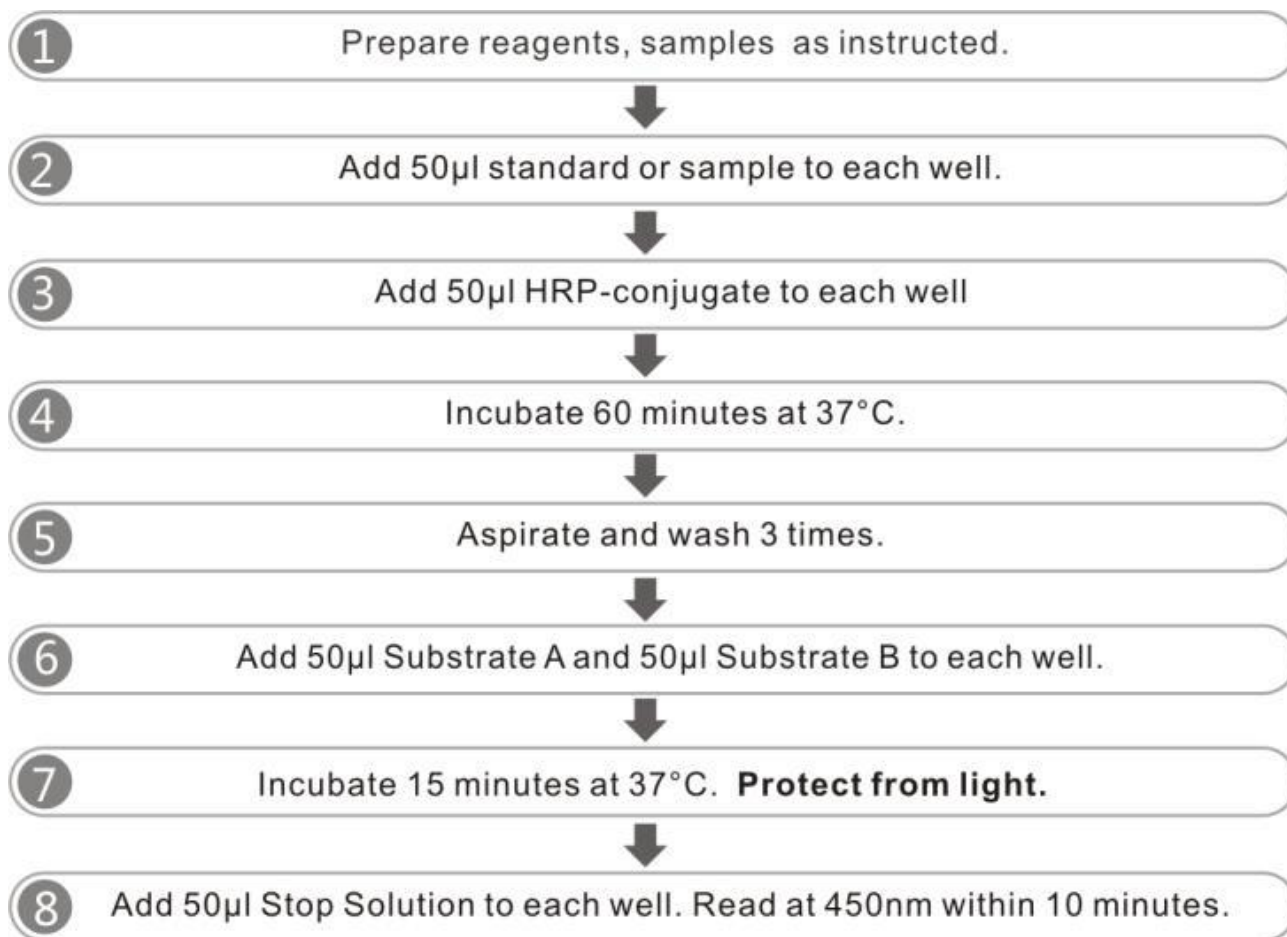 1 Prepare reagents, samples as instructed.
2 Add 50µl standard or sample to each well.
3 Add 50µl HRP-conjugate to each well
4 Incubate 60 minutes at 37°C.
5 Aspirate and wash 3 times.
6 Add 50µl Substrate A and 50µl Substrate B to each well.
7 Incubate 15 minutes at 37°C. Protect from light.
8 Add 50µl Stop Solution to each well. Read at 450nm within 10 minutes.